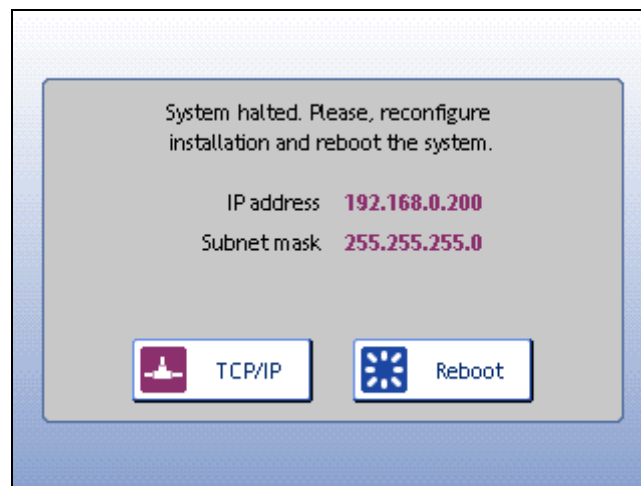 System halted. Please, reconfigure
installation and reboot the system.
IP address 192.168.0.200
Subnet mask 255.255.255.0
TCP/IP
Reboot